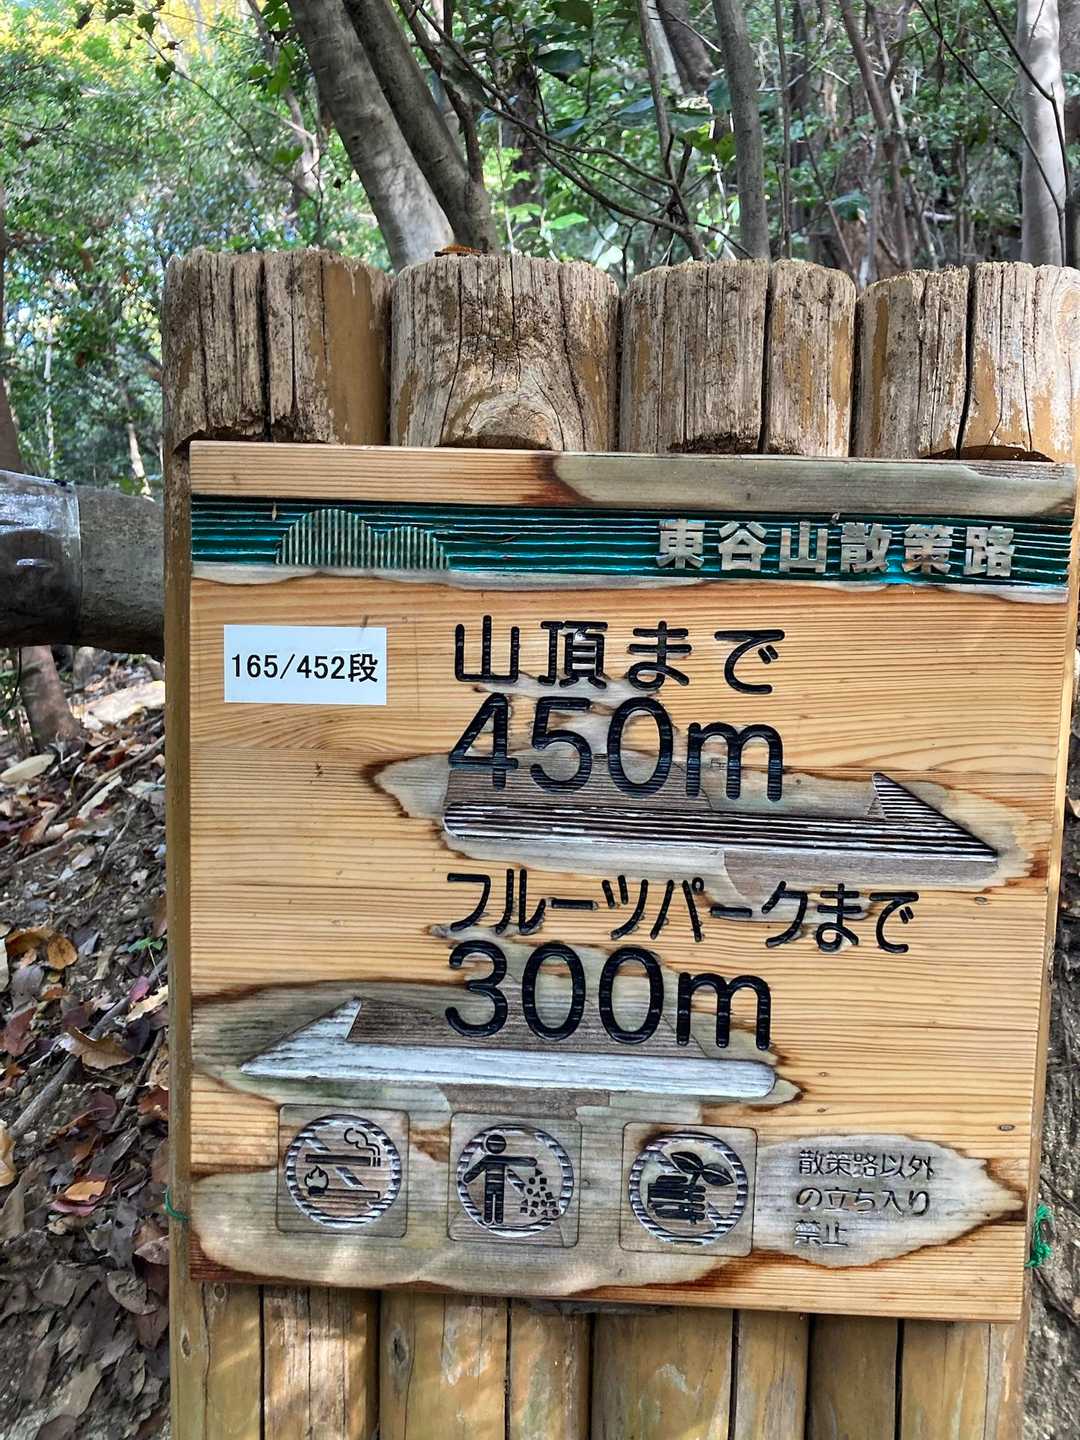 東谷山散策路
165/452段
山頂まで
450m
フルーツパークまで
300m
散策路以外
の立ち入り
禁止